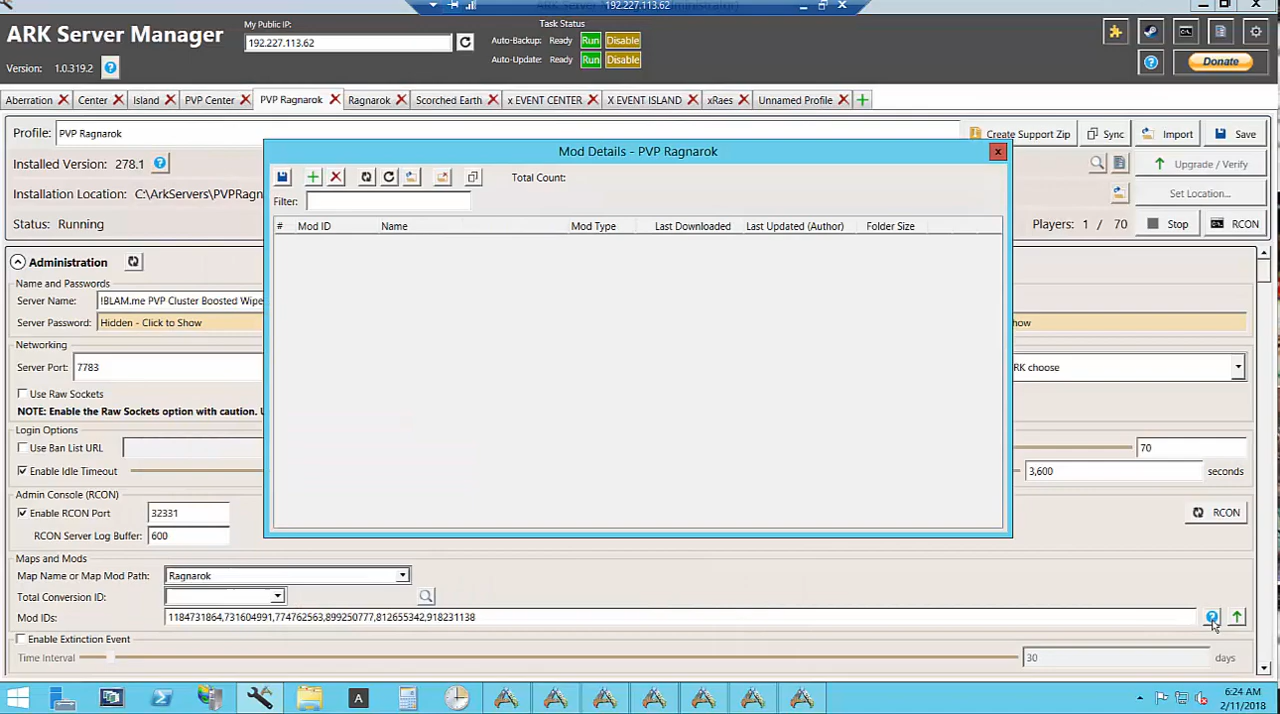 192.227.113.62
ARK Server Manager
My Public IP:
192.227.113.62
Task Status
Auto-Backup: Ready Run Disable
Auto-Update: Ready Run Disable
Version: 1.0.319.2
Donate
Aberration Center Island PVP Center PVP Ragnarok Ragnarok Scorched Earth x EVENT CENTER X EVENT ISLAND xRaes Unnamed Profile
Profile: PVP Ragnarok
Create Support Zip Sync Import Save
Installed Version: 278.1
Upgrade / Verify
Installation Location: C:\ArkServers\PVPRagn
Set Location...
Status: Running
Players: 1 / 70 Stop RCON
Mod Details - PVP Ragnarok
Total Count:
Filter:
# Mod ID Name Mod Type Last Downloaded Last Updated (Author) Folder Size
Administration
Name and Passwords
Server Name: !BLAM.me PVP Cluster Boosted Wipe
Server Password: Hidden - Click to Show
how
Networking
Server Port: 7783
RK choose
Use Raw Sockets
NOTE: Enable the Raw Sockets option with caution.
Login Options
Use Ban List URL
70
Enable Idle Timeout
3,600 seconds
Admin Console (RCON)
Enable RCON Port 32331
RCON
RCON Server Log Buffer: 600
Maps and Mods
Map Name or Map Mod Path: Ragnarok
Total Conversion ID:
Mod IDs: 1184731864,731604991,774762563,899250777,812655342,918231138
Enable Extinction Event
Time Interval 30 days
6:24 AM
2/11/2018